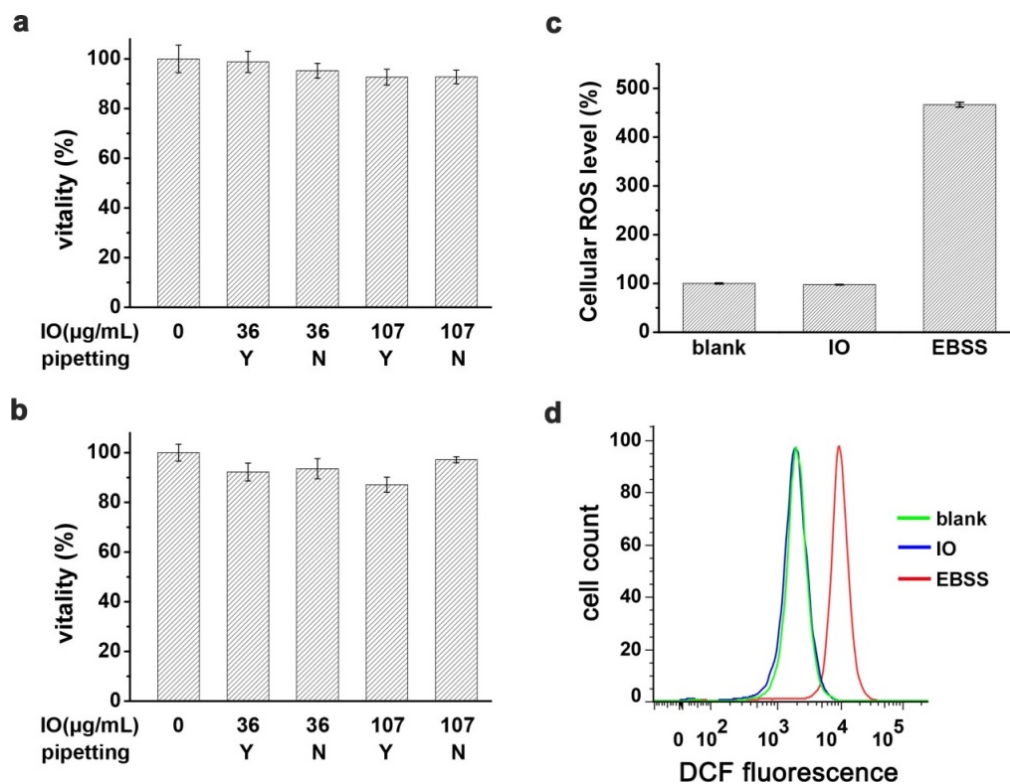 a
vitality (%)
100
80
60
40
20
0
IO(μg/mL) 0 36 36 107 107
pipetting Y N Y N
b
vitality (%)
100
80
60
40
20
0
IO(μg/mL) 0 36 36 107 107
pipetting Y N Y N
c
Cellular ROS level (%)
500
400
300
200
100
0
blank IO EBSS
d
cell count
100
80
60
40
20
0
blank
IO
EBSS
0 10² 10³ 10⁴ 10⁵
DCF fluorescence